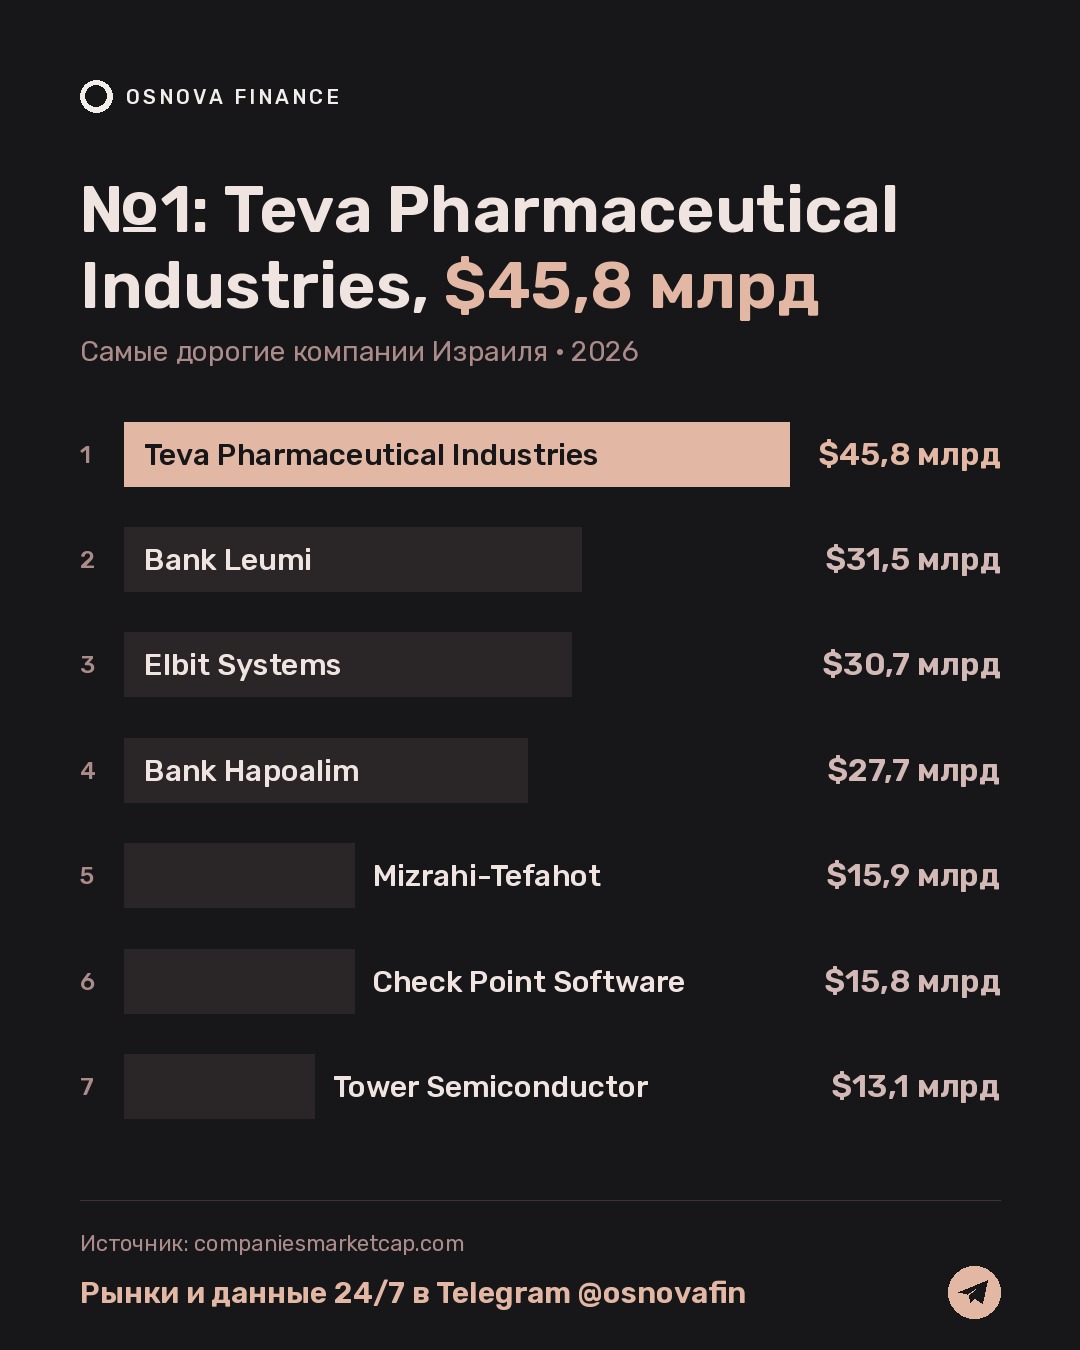 OSNOVA FINANCE
№1: Teva Pharmaceutical
Industries, $45,8 млрд
Самые дорогие компании Израиля • 2026
1 Teva Pharmaceutical Industries $45,8 млрд
2 Bank Leumi $31,5 млрд
3 Elbit Systems $30,7 млрд
4 Bank Hapoalim $27,7 млрд
5 Mizrahi-Tefahot $15,9 млрд
6 Check Point Software $15,8 млрд
7 Tower Semiconductor $13,1 млрд
Источник: companiesmarketcap.com
Рынки и данные 24/7 в Telegram @osnovafin